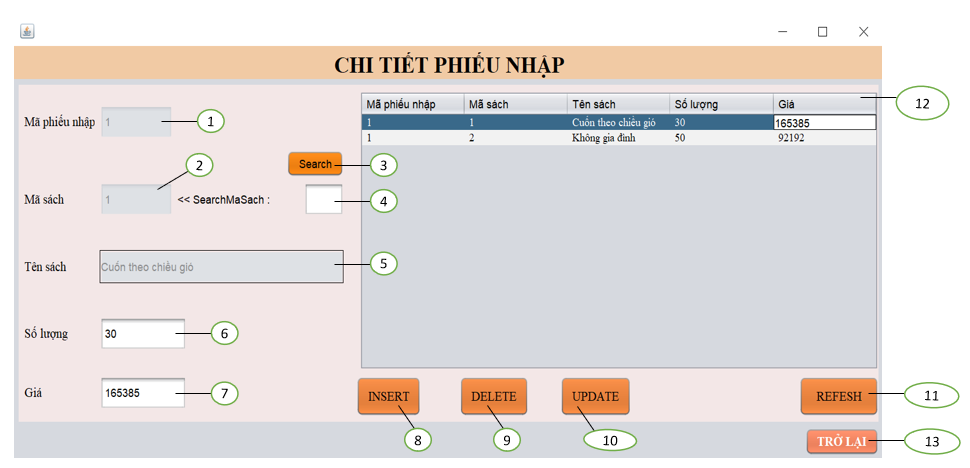 CHI TIẾT PHIẾU NHẬP
Mã phiếu nhập 1 1
2
Search 3
Mã sách 1 << SearchMaSach : 4
Tên sách Cuốn theo chiều gió 5
Số lượng 30 6
Giá 165385 7
Mã phiếu nhập Mã sách Tên sách Số lượng Giá 12
1 1 Cuốn theo chiều gió 30 165385
1 2 Không gia đình 50 92192
INSERT DELETE UPDATE REFESH 11
8 9 10
TRỞ LẠI 13